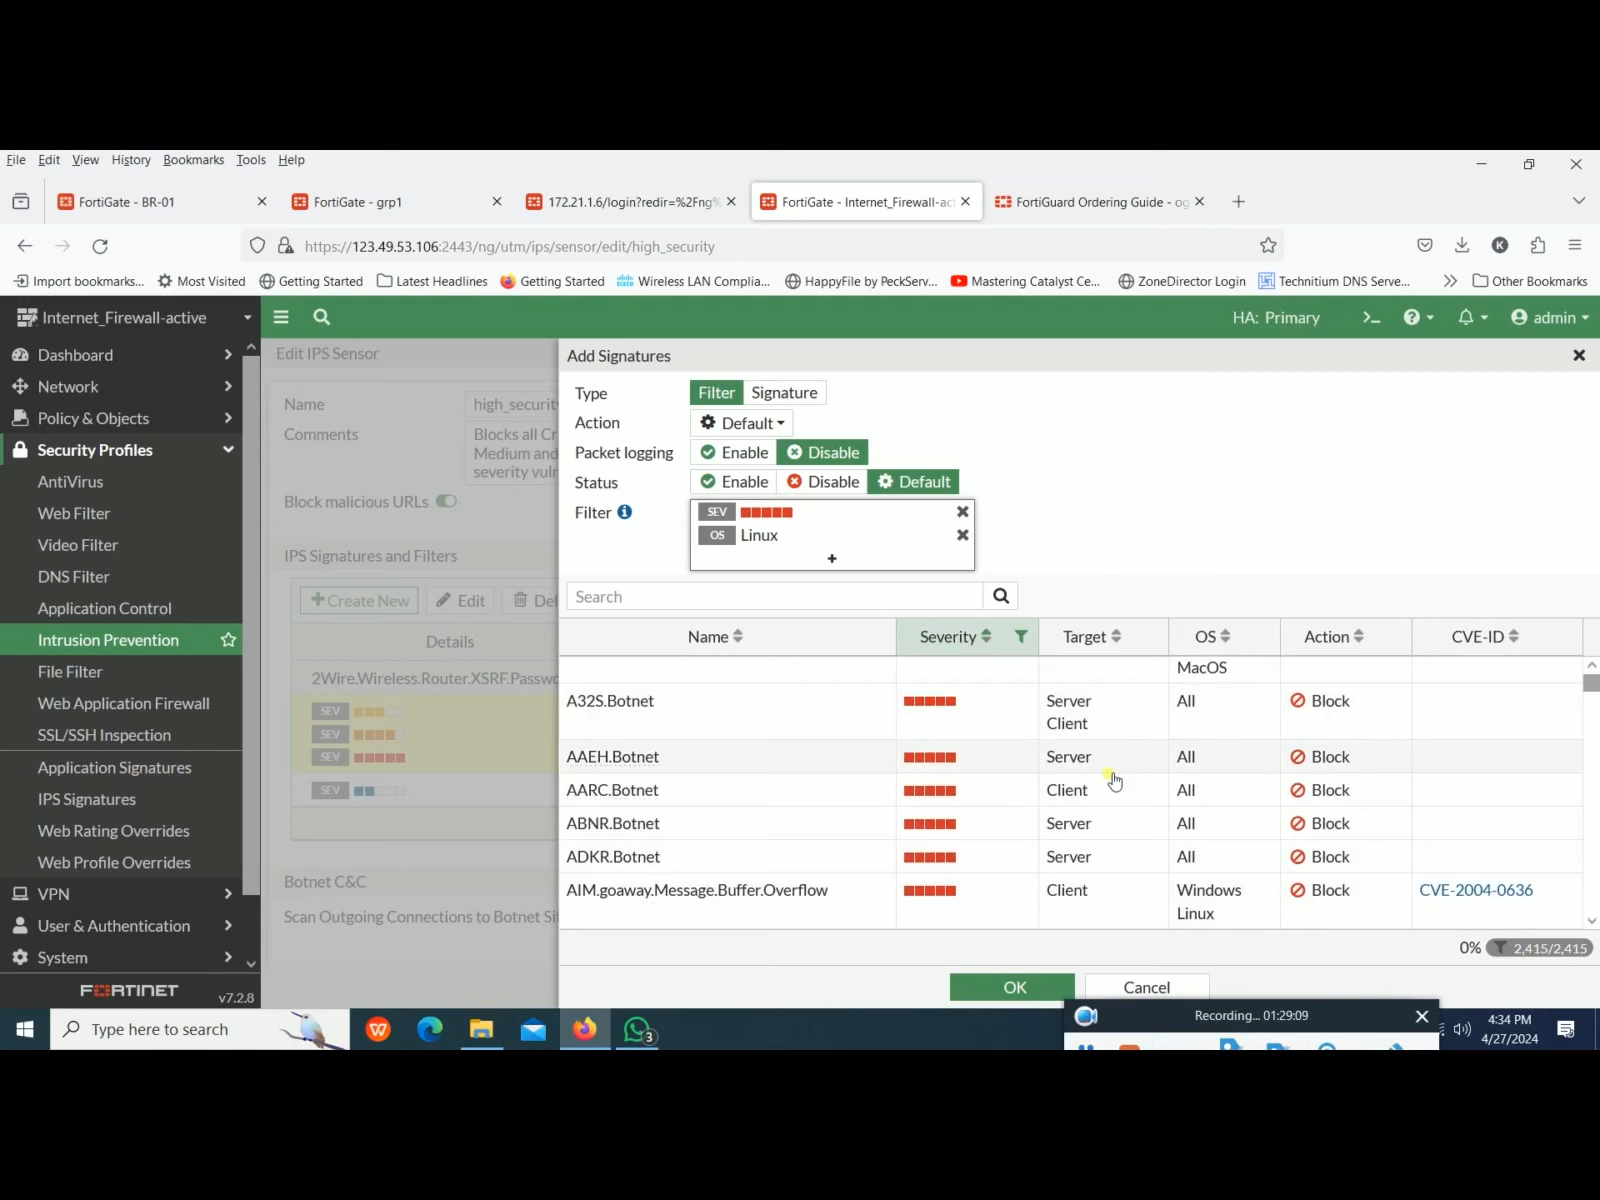 File Edit View History Bookmarks Tools Help
FortiGate - BR-01
FortiGate - grp1
172.21.1.6/login?redir=%2Fng%
FortiGate - Internet_Firewall-act
FortiGuard Ordering Guide - og
https://123.49.53.106:2443/ng/utm/ips/sensor/edit/high_security
K
Import bookmarks... Most Visited Getting Started Latest Headlines Getting Started Wireless LAN Complia... HappyFile by PeckServ... Mastering Catalyst Ce... ZoneDirector Login Technitium DNS Serve... Other Bookmarks
Internet_Firewall-active
HA: Primary
>_
admin
Dashboard
Network
Policy & Objects
Security Profiles
AntiVirus
Web Filter
Video Filter
DNS Filter
Application Control
Intrusion Prevention
File Filter
Web Application Firewall
SSL/SSH Inspection
Application Signatures
IPS Signatures
Web Rating Overrides
Web Profile Overrides
VPN
User & Authentication
System
FORTINET
v7.2.8
Edit IPS Sensor
Name high_security
Comments Blocks all Cr
Medium and
severity vuln
Block malicious URLs
IPS Signatures and Filters
Create New Edit Del
Details
2Wire.Wireless.Router.XSRF.Passwo
SEV
SEV
SEV
SEV
Botnet C&C
Scan Outgoing Connections to Botnet Sit
Add Signatures
Type Filter Signature
Action Default
Packet logging Enable Disable
Status Enable Disable Default
Filter SEV
OS Linux
Search
Name Severity Target OS Action CVE-ID
MacOS
A32S.Botnet Server All Block
Client
AAEH.Botnet Server All Block
AARC.Botnet Client All Block
ABNR.Botnet Server All Block
ADKR.Botnet Server All Block
AIM.goaway.Message.Buffer.Overflow Client Windows Block CVE-2004-0636
Linux
0% 2,415/2,415
OK Cancel
Type here to search
W
3
Recording... 01:29:09
4:34 PM
4/27/2024